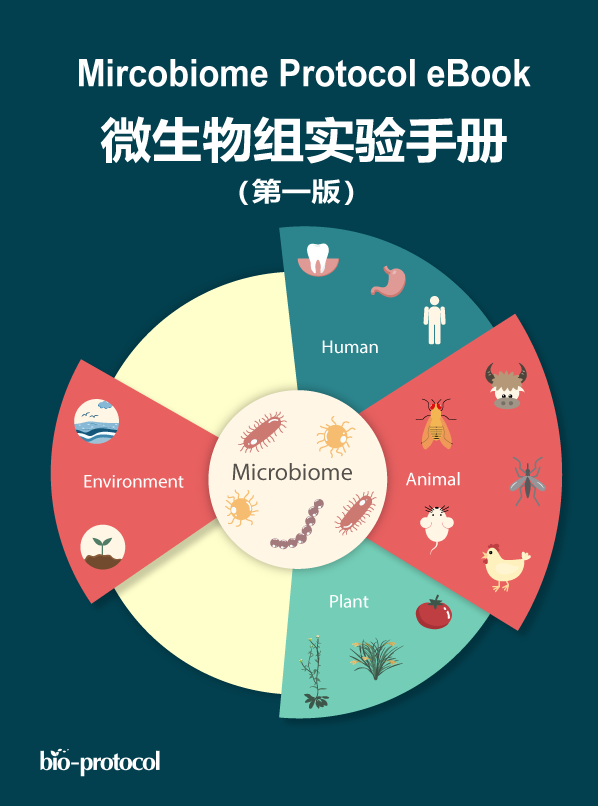 Mircobiome Protocol eBook
微生物组实验手册
（第一版）
Human
Environment
Microbiome
Animal
Plant
bio-protocol